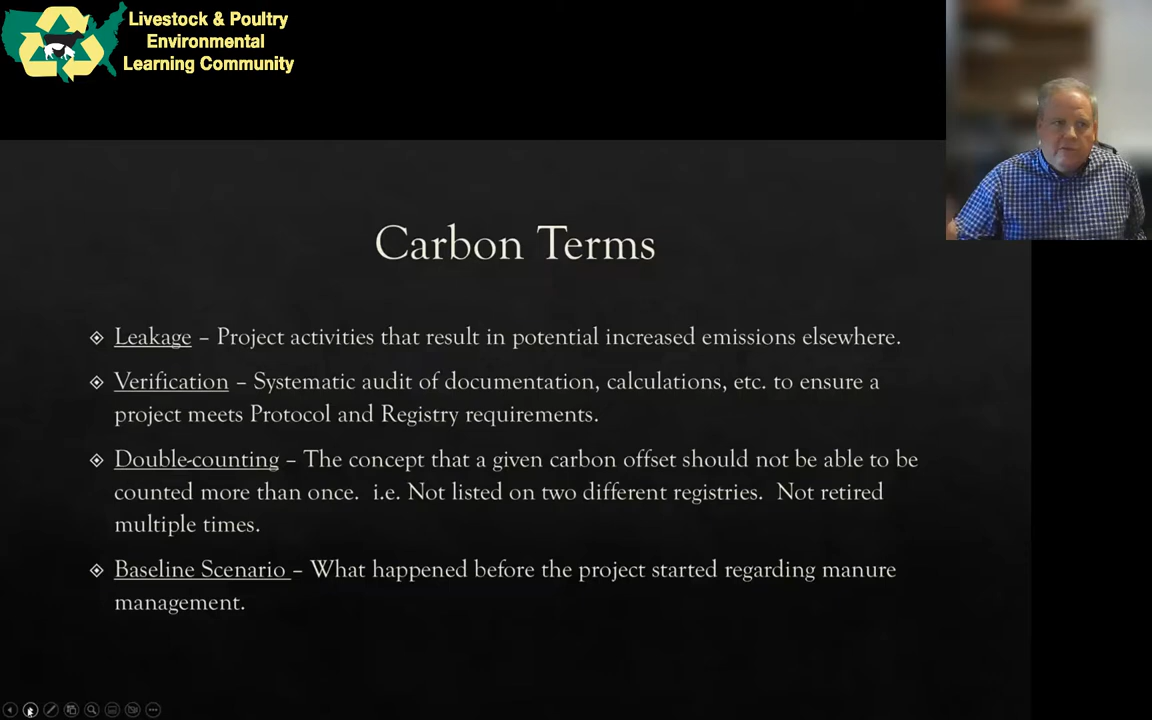 Livestock & Poultry
Environmental
Learning Community
Carbon Terms
Leakage – Project activities that result in potential increased emissions elsewhere.
Verification – Systematic audit of documentation, calculations, etc. to ensure a
project meets Protocol and Registry requirements.
Double-counting – The concept that a given carbon offset should not be able to be
counted more than once.  i.e. Not listed on two different registries.  Not retired
multiple times.
Baseline Scenario – What happened before the project started regarding manure
management.